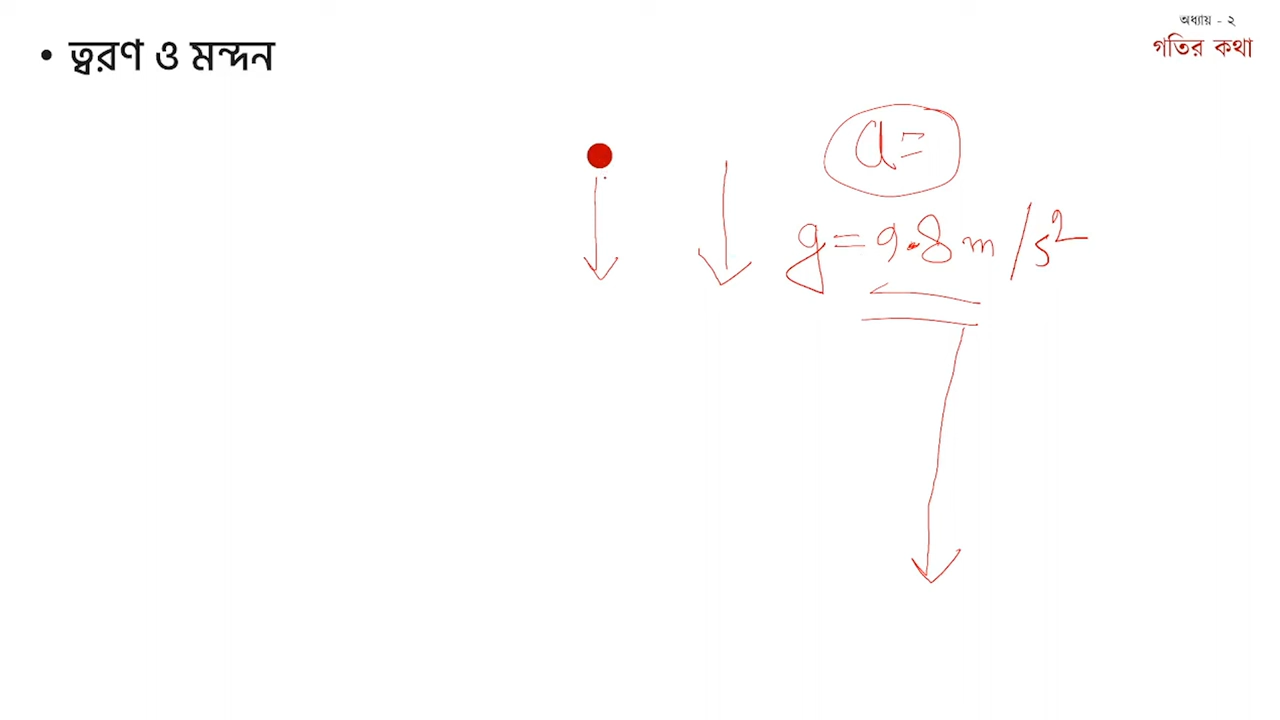 অধ্যায় - ২
গতির কথা
• ত্বরণ ও মন্দন
a =
g = 9.8 m/s²